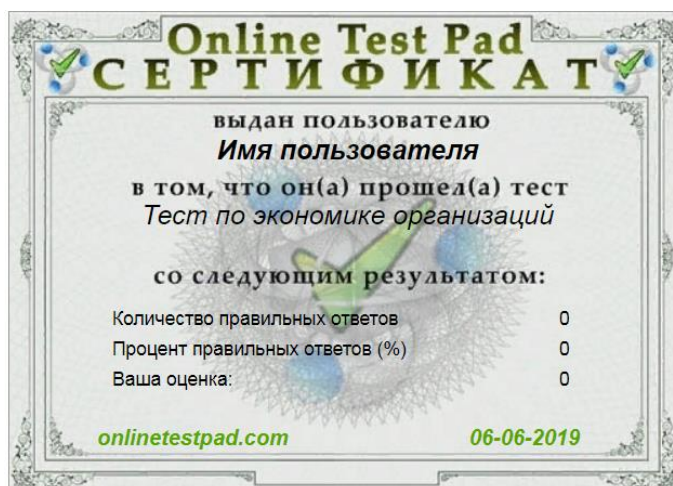 Online Test Pad
СЕРТИФИКАТ
выдан пользователю
Имя пользователя
в том, что он(а) прошел(а) тест
Тест по экономике организаций
со следующим результатом:
Количество правильных ответов 0
Процент правильных ответов (%) 0
Ваша оценка: 0
onlinetestpad.com 06-06-2019